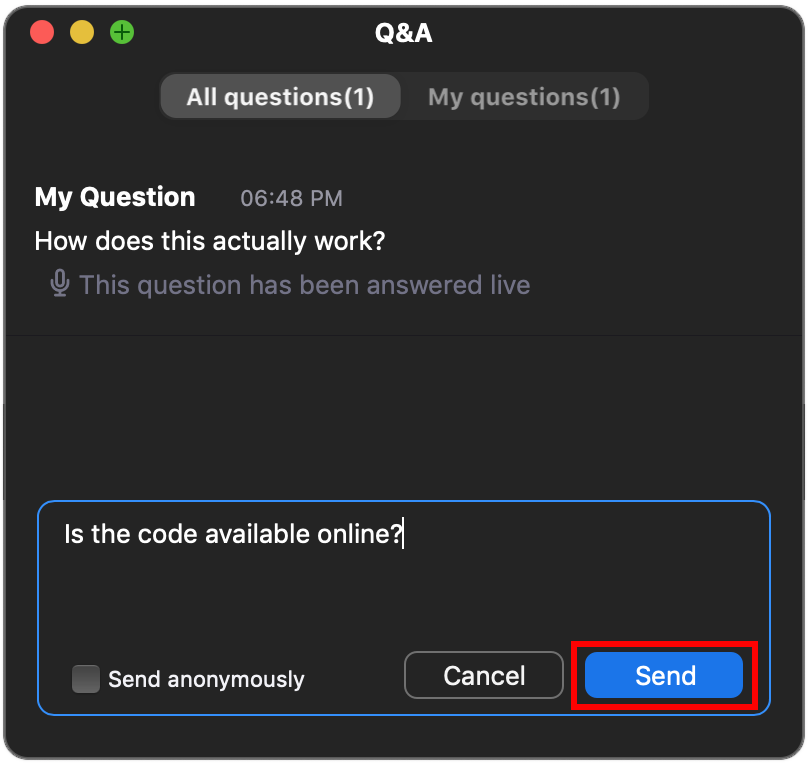 Q&A
All questions(1) My questions(1)
My Question 06:48 PM
How does this actually work?
This question has been answered live
Is the code available online?
Send anonymously Cancel Send